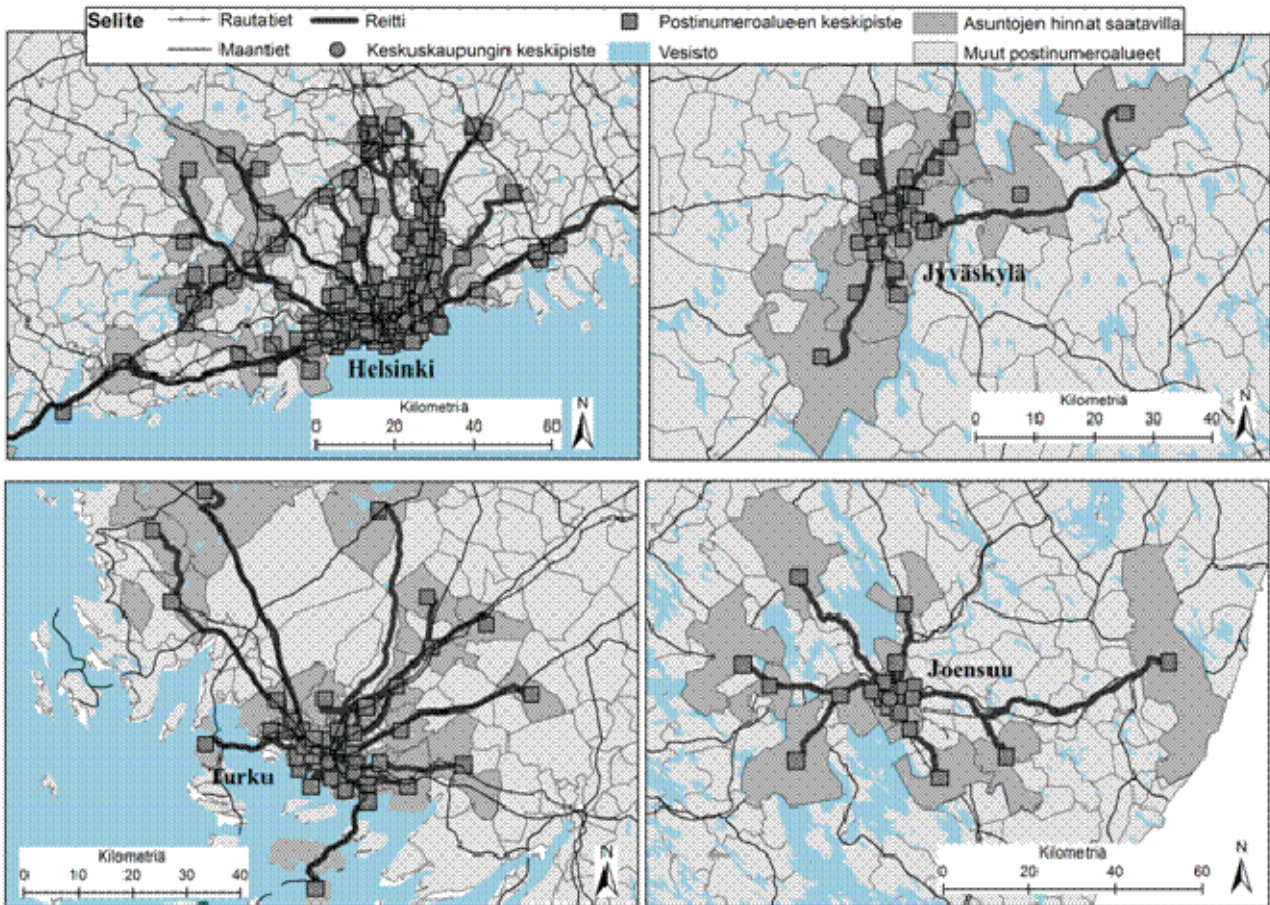 Selite Rautatiet Reitti Postinumeroalueen keskipiste Asuntojen hinnat saatavilla
Maantiet Keskuskaupungin keskipiste Vesistö Muut postinumeroalueet
Helsinki
Kilometriä
0 20 40 60
N
Jyväskylä
Kilometriä
0 10 20 30 40
N
Turku
Kilometriä
0 10 20 30 40
N
Joensuu
Kilometriä
0 20 40 60
N